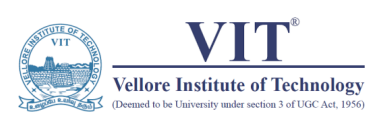 VELLORE INSTITUTE OF TECHNOLOGY
VIT
VIT®
Vellore Institute of Technology
(Deemed to be University under section 3 of UGC Act, 1956)